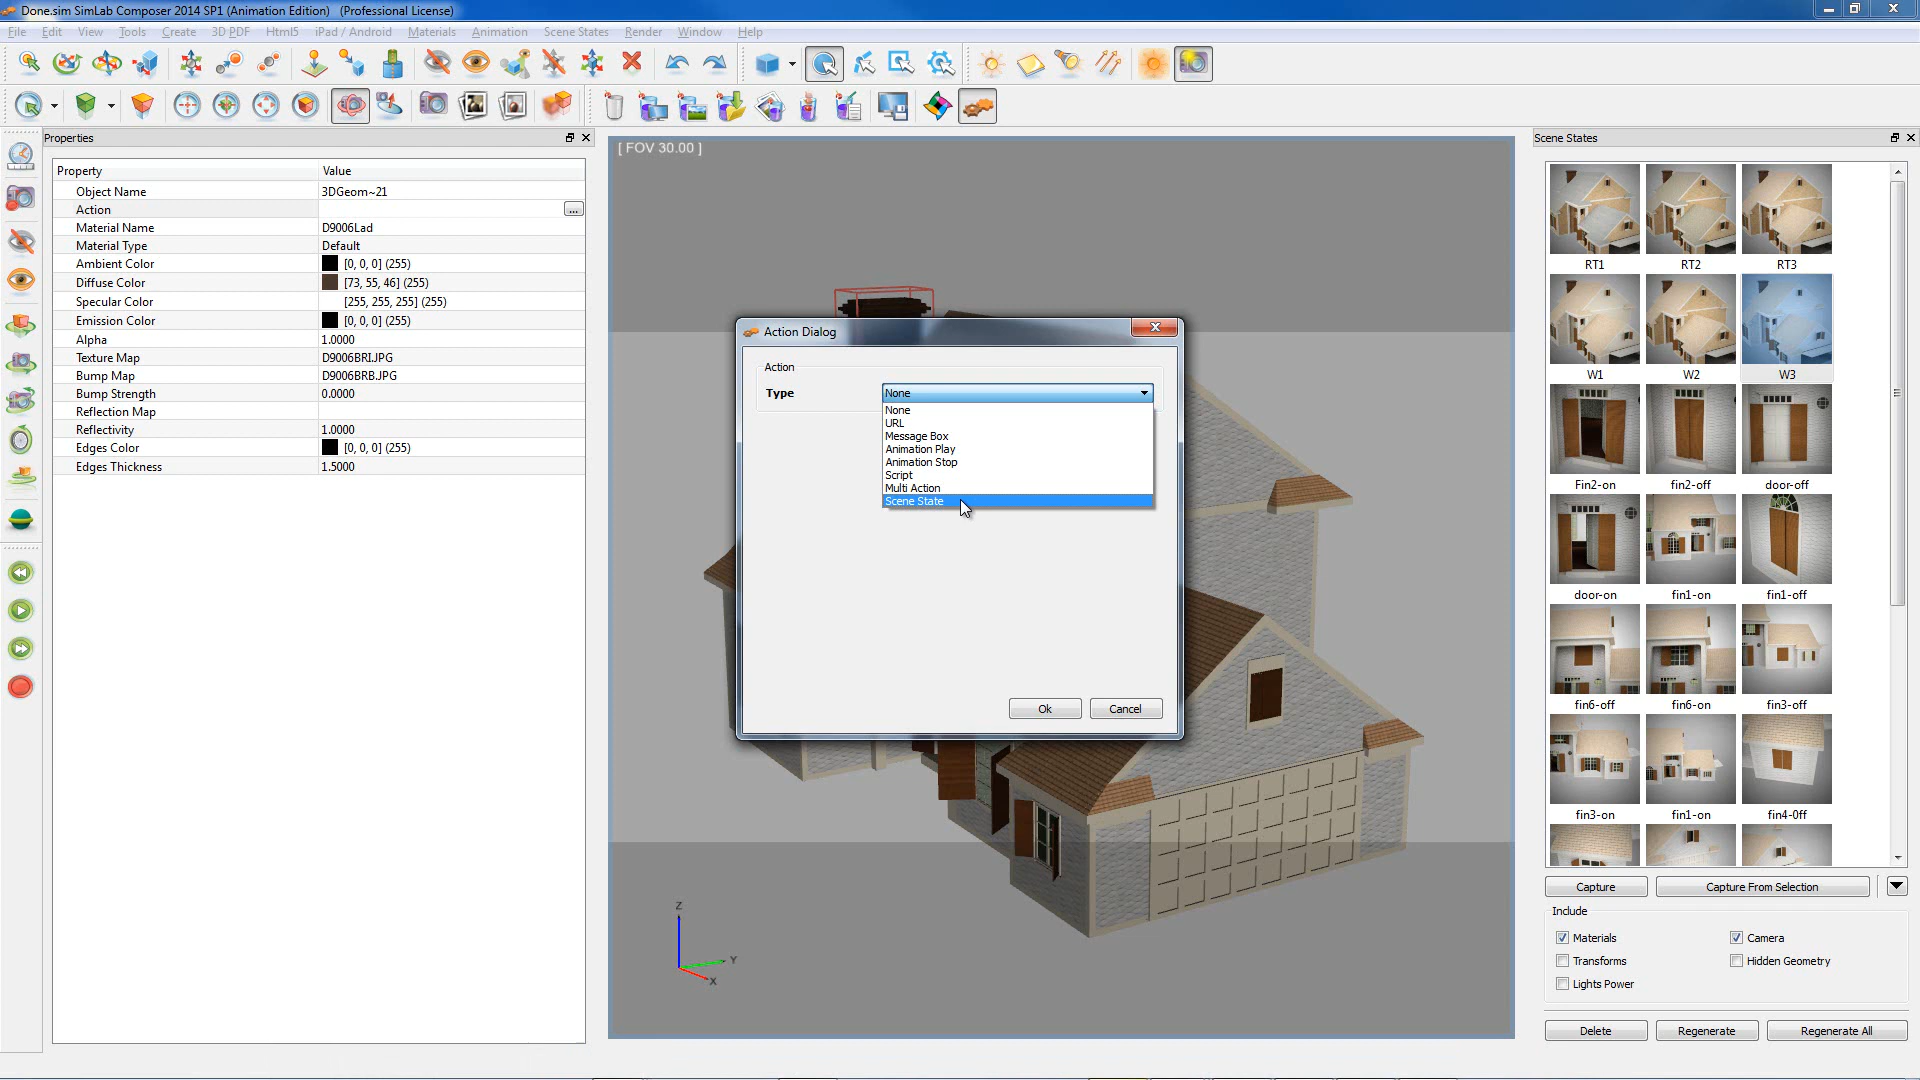 Done.sim SimLab Composer 2014 SP1 (Animation Edition)   (Professional License)
File Edit View Tools Create 3D PDF Html5 iPad / Android Materials Animation Scene States Render Window Help
Properties
Property Value
Object Name 3DGeom~21
Action ...
Material Name D9006Lad
Material Type Default
Ambient Color [0, 0, 0] (255)
Diffuse Color [73, 55, 46] (255)
Specular Color [255, 255, 255] (255)
Emission Color [0, 0, 0] (255)
Alpha 1.0000
Texture Map D9006BRI.JPG
Bump Map D9006BRB.JPG
Bump Strength 0.0000
Reflection Map
Reflectivity 1.0000
Edges Color [0, 0, 0] (255)
Edges Thickness 1.5000
[ FOV 30.00 ]
Z
Y
X
Action Dialog
Action
Type None
None
URL
Message Box
Animation Play
Animation Stop
Script
Multi Action
Scene State
Ok Cancel
Scene States
RT1 RT2 RT3
W1 W2 W3
Fin2-on fin2-off door-off
door-on fin1-on fin1-off
fin6-off fin6-on fin3-off
fin3-on fin1-on fin4-0ff
Capture Capture From Selection
Include
Materials Camera
Transforms Hidden Geometry
Lights Power
Delete Regenerate Regenerate All